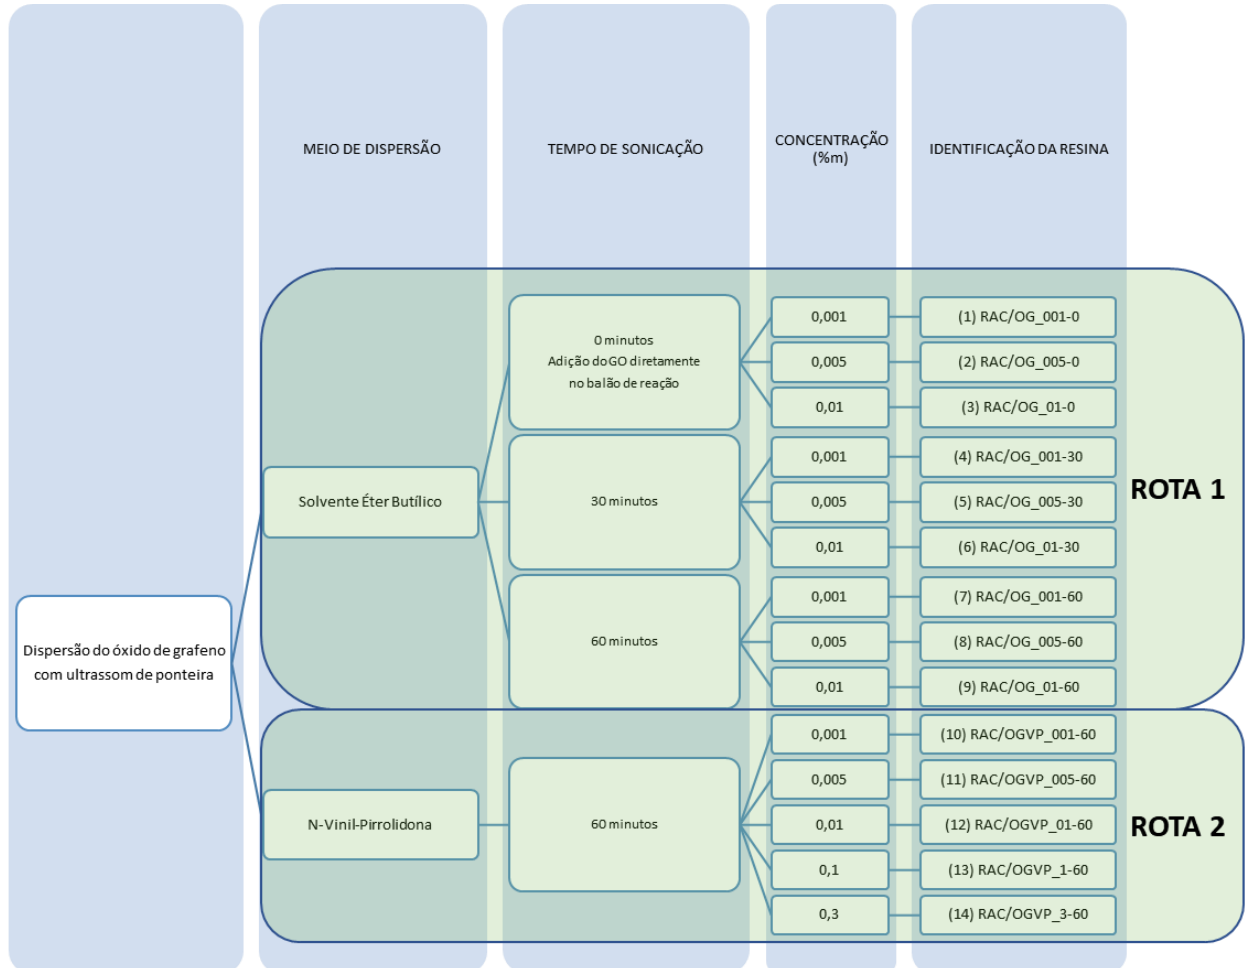 MEIO DE DISPERSÃO
TEMPO DE SONICAÇÃO
CONCENTRAÇÃO
(%m)
IDENTIFICAÇÃO DA RESINA
Dispersão do óxido de grafeno
com ultrassom de ponteira
Solvente Éter Butílico
0 minutos
Adição do GO diretamente
no balão de reação
0,001
(1) RAC/OG_001-0
0,005
(2) RAC/OG_005-0
0,01
(3) RAC/OG_01-0
30 minutos
0,001
(4) RAC/OG_001-30
0,005
(5) RAC/OG_005-30
0,01
(6) RAC/OG_01-30
60 minutos
0,001
(7) RAC/OG_001-60
0,005
(8) RAC/OG_005-60
0,01
(9) RAC/OG_01-60
ROTA 1
N-Vinil-Pirrolidona
60 minutos
0,001
(10) RAC/OGVP_001-60
0,005
(11) RAC/OGVP_005-60
0,01
(12) RAC/OGVP_01-60
0,1
(13) RAC/OGVP_1-60
0,3
(14) RAC/OGVP_3-60
ROTA 2